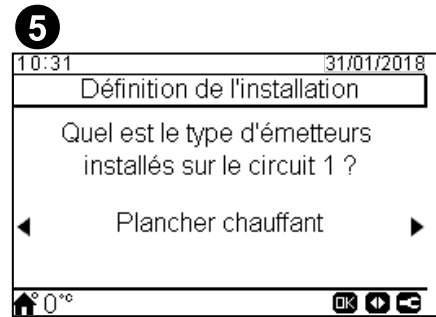 5
10:31 31/01/2018
Définition de l'installation
Quel est le type d'émetteurs
installés sur le circuit 1 ?
Plancher chauffant
0°c
OK